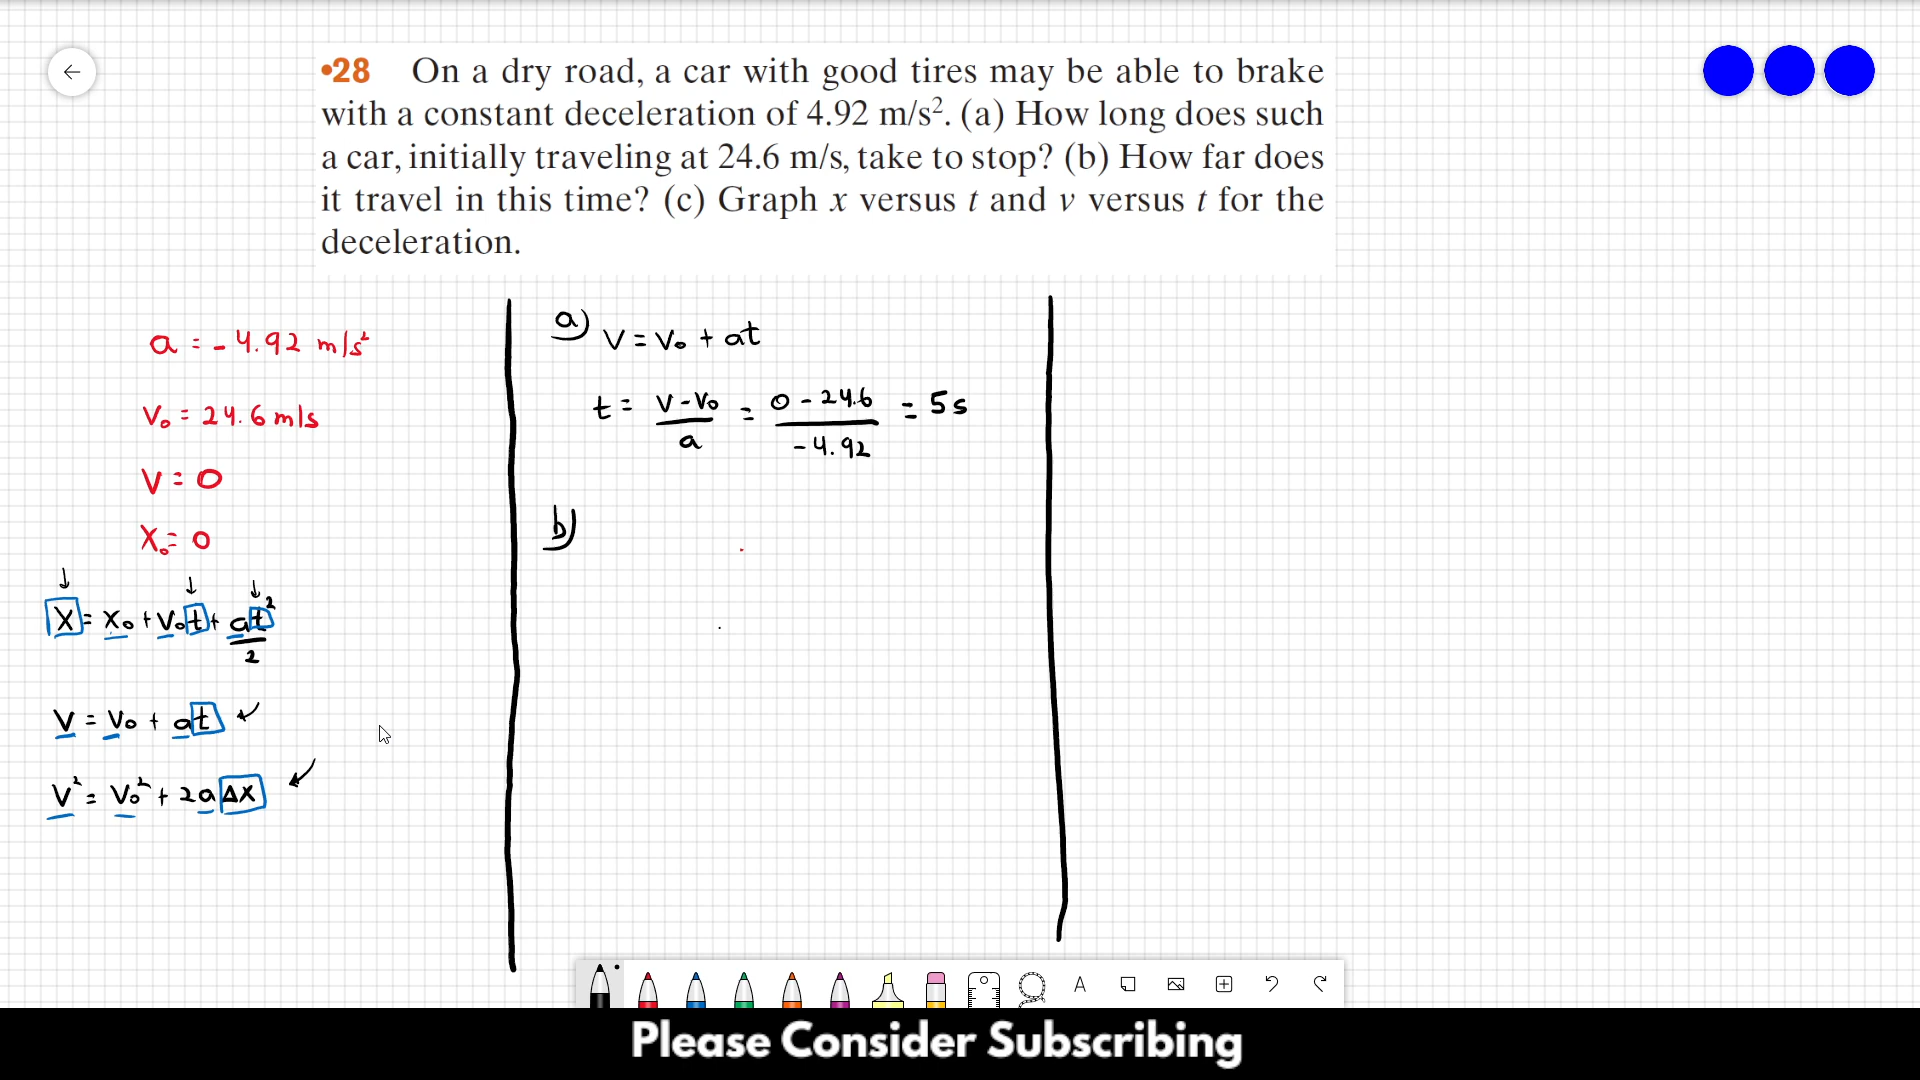 •28 On a dry road, a car with good tires may be able to brake
with a constant deceleration of 4.92 m/s². (a) How long does such
a car, initially traveling at 24.6 m/s, take to stop? (b) How far does
it travel in this time? (c) Graph x versus t and v versus t for the
deceleration.
a = -4.92 m/s²
V₀ = 24.6 m/s
V = 0
X₀ = 0
X = X₀ + V₀t + at²/2
V = V₀ + at
V² = V₀² + 2aΔX
a) V = V₀ + at
t = (V-V₀)/a = (0-24.6)/(-4.92) = 5s
b)
A
Please Consider Subscribing